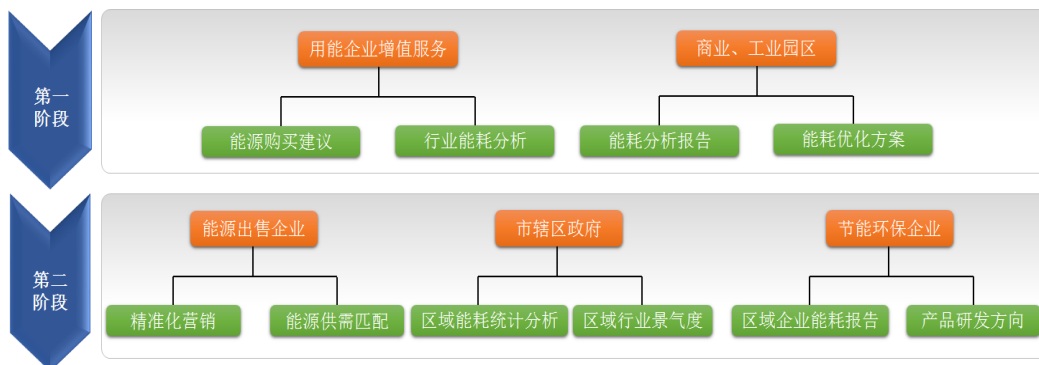 第一
阶段
用能企业增值服务
商业、工业园区
能源购买建议
行业能耗分析
能耗分析报告
能耗优化方案
第二
阶段
能源出售企业
市辖区政府
节能环保企业
精准化营销
能源供需匹配
区域能耗统计分析
区域行业景气度
区域企业能耗报告
产品研发方向